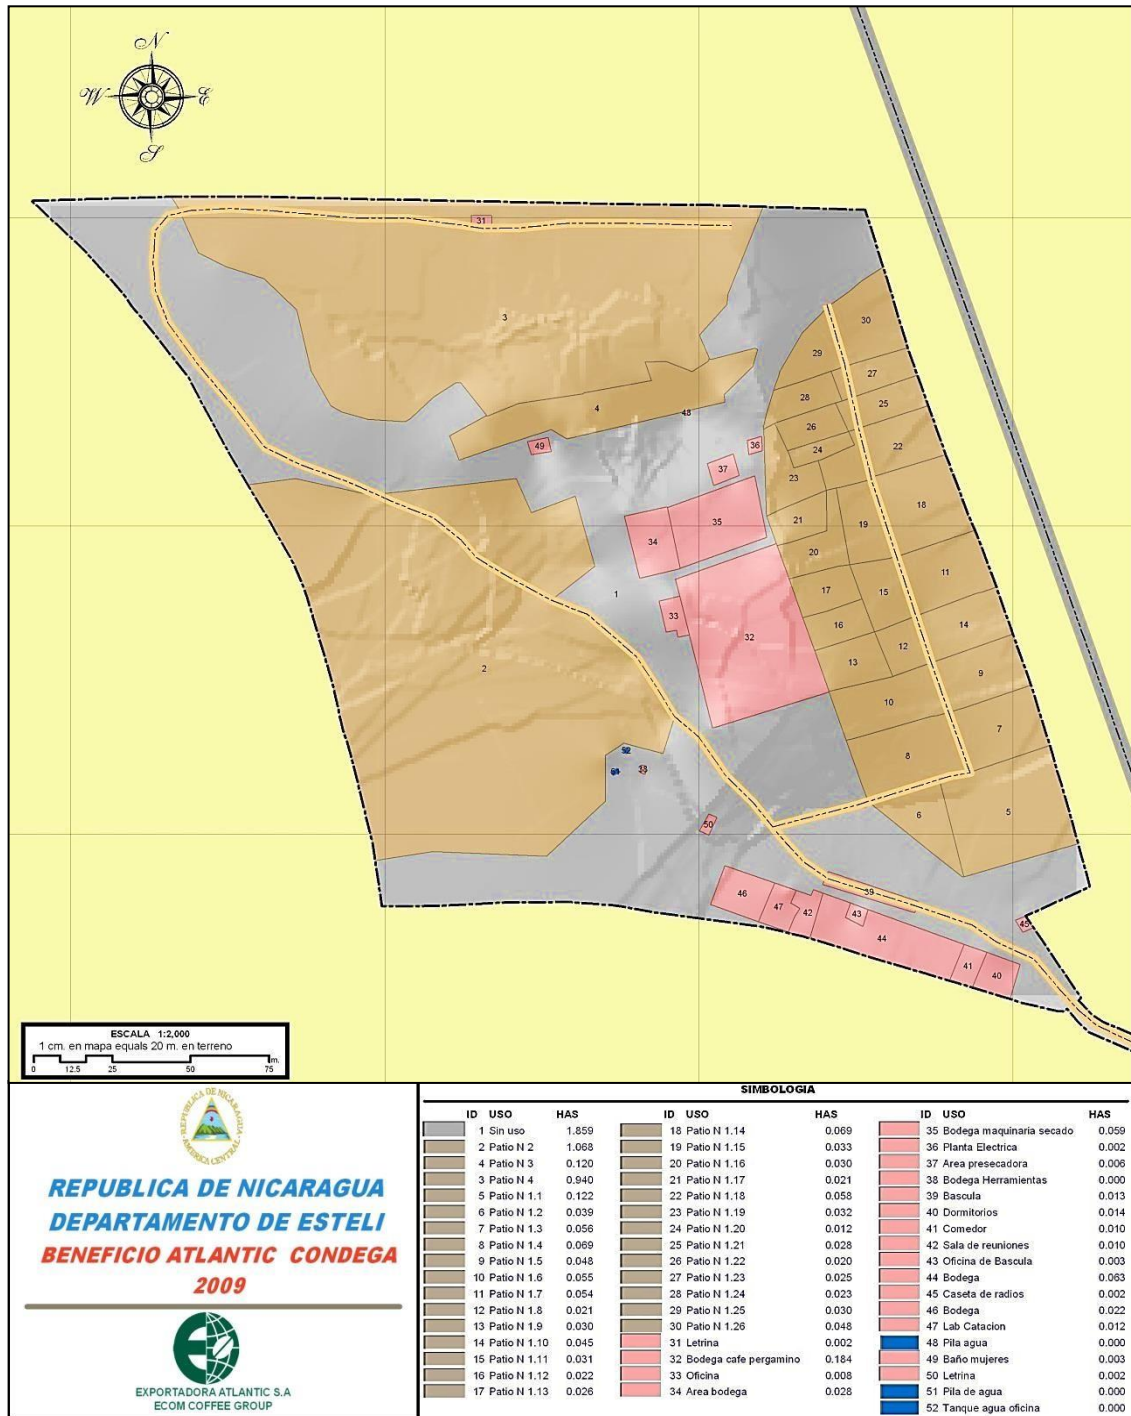 N
W E
S
31
3
30
29
27
28
25
4
48
26
22
49
36
24
37
23
18
35
21
19
34
20
11
17
15
1
33
16
14
32
12
13
9
2
10
7
8
52
51
38
6
5
50
46
39
47
42
43
45
44
41
40
ESCALA 1:2,000
1 cm. en mapa equals 20 m. en terreno
m.
0 12.5 25 50 75
REPUBLICA DE NICARAGUA
AMERICA CENTRAL
REPUBLICA DE NICARAGUA
DEPARTAMENTO DE ESTELI
BENEFICIO ATLANTIC CONDEGA
2009
EXPORTADORA ATLANTIC S.A
ECOM COFFEE GROUP
SIMBOLOGIA
ID USO HAS
1 Sin uso 1.859
2 Patio N 2 1.068
4 Patio N 3 0.120
3 Patio N 4 0.940
5 Patio N 1.1 0.122
6 Patio N 1.2 0.039
7 Patio N 1.3 0.056
8 Patio N 1.4 0.069
9 Patio N 1.5 0.048
10 Patio N 1.6 0.055
11 Patio N 1.7 0.054
12 Patio N 1.8 0.021
13 Patio N 1.9 0.030
14 Patio N 1.10 0.045
15 Patio N 1.11 0.031
16 Patio N 1.12 0.022
17 Patio N 1.13 0.026
ID USO HAS
18 Patio N 1.14 0.069
19 Patio N 1.15 0.033
20 Patio N 1.16 0.030
21 Patio N 1.17 0.021
22 Patio N 1.18 0.058
23 Patio N 1.19 0.032
24 Patio N 1.20 0.012
25 Patio N 1.21 0.028
26 Patio N 1.22 0.020
27 Patio N 1.23 0.025
28 Patio N 1.24 0.023
29 Patio N 1.25 0.030
30 Patio N 1.26 0.048
31 Letrina 0.002
32 Bodega cafe pergamino 0.184
33 Oficina 0.008
34 Area bodega 0.028
ID USO HAS
35 Bodega maquinaria secado 0.059
36 Planta Electrica 0.002
37 Area presecadora 0.006
38 Bodega Herramientas 0.000
39 Bascula 0.013
40 Dormitorios 0.014
41 Comedor 0.010
42 Sala de reuniones 0.010
43 Oficina de Bascula 0.003
44 Bodega 0.063
45 Caseta de radios 0.002
46 Bodega 0.022
47 Lab Catacion 0.012
48 Pila agua 0.000
49 Baño mujeres 0.003
50 Letrina 0.002
51 Pila de agua 0.000
52 Tanque agua oficina 0.000